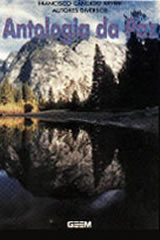 FRANCISCO CANDIDO XAVIER
AUTORES DIVERSOS
Antologia da Paz
GEEM